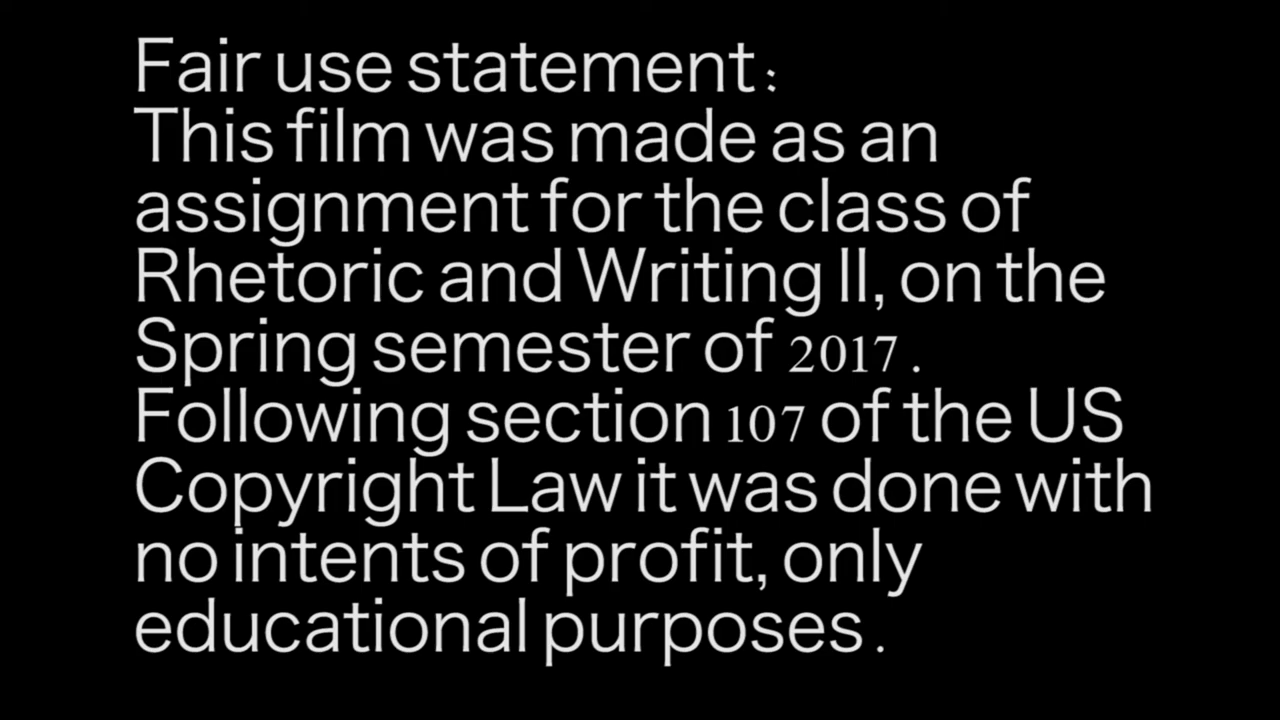 Fair use statement:
This film was made as an
assignment for the class of
Rhetoric and Writing II, on the
Spring semester of 2017.
Following section 107 of the US
Copyright Law it was done with
no intents of profit, only
educational purposes.